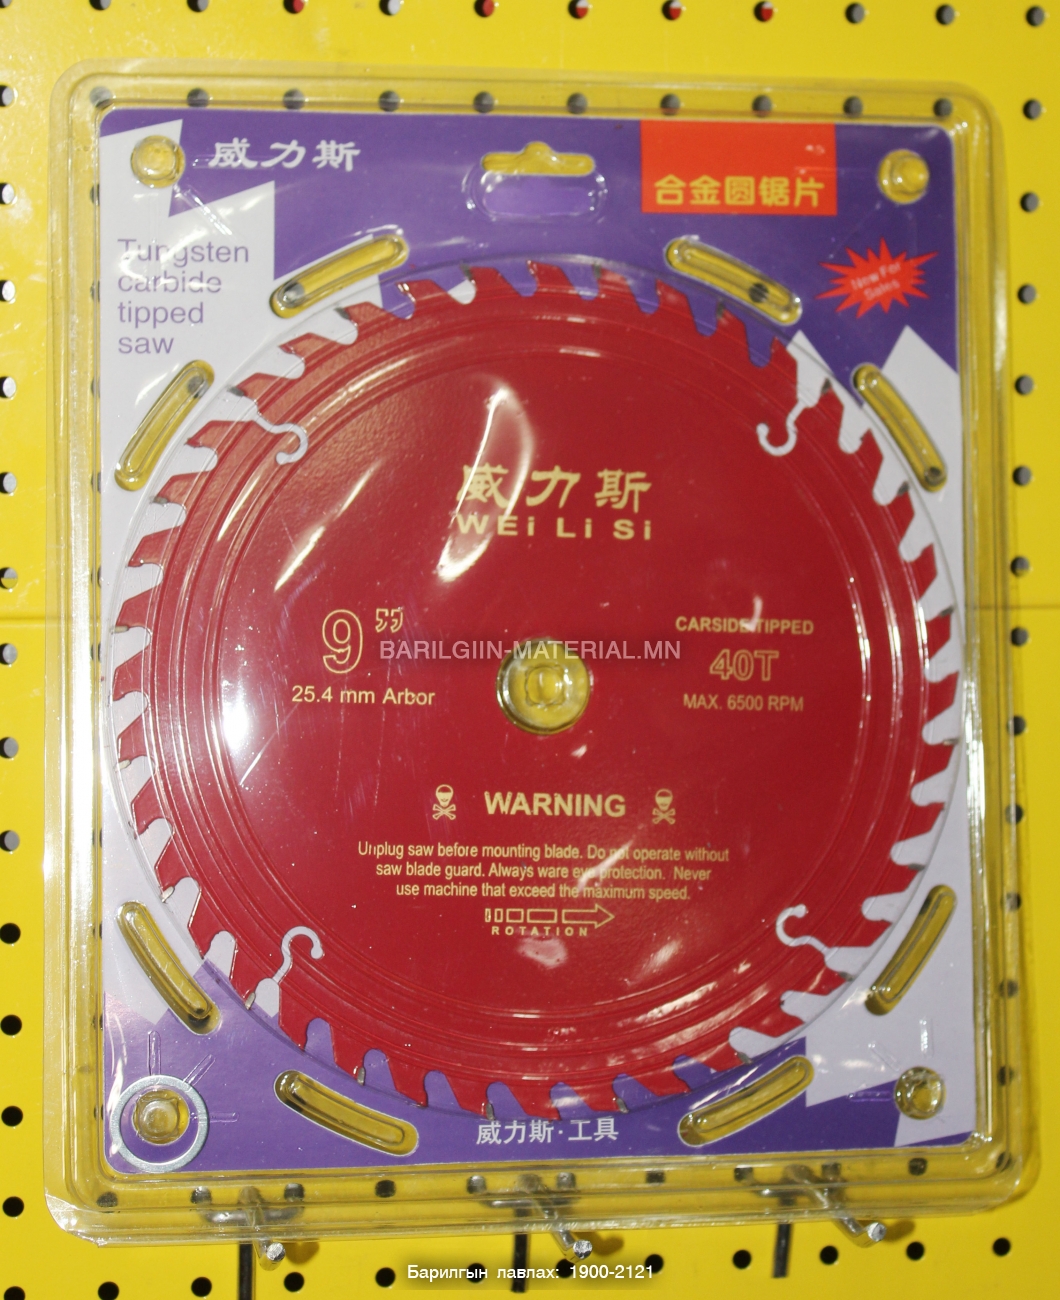 威力斯
合金圆锯片
Tungsten
carbide
tipped
saw
New For
Sales
威力斯
WEi Li Si
9"
25.4 mm Arbor
CARSIDE TIPPED
40T
MAX. 6500 RPM
BARILGIIN-MATERIAL.MN
WARNING
Unplug saw before mounting blade. Do not operate without
saw blade guard. Always ware eye protection. Never
use machine that exceed the maximum speed.
ROTATION
威力斯·工具
Барилгын лавлах: 1900-2121